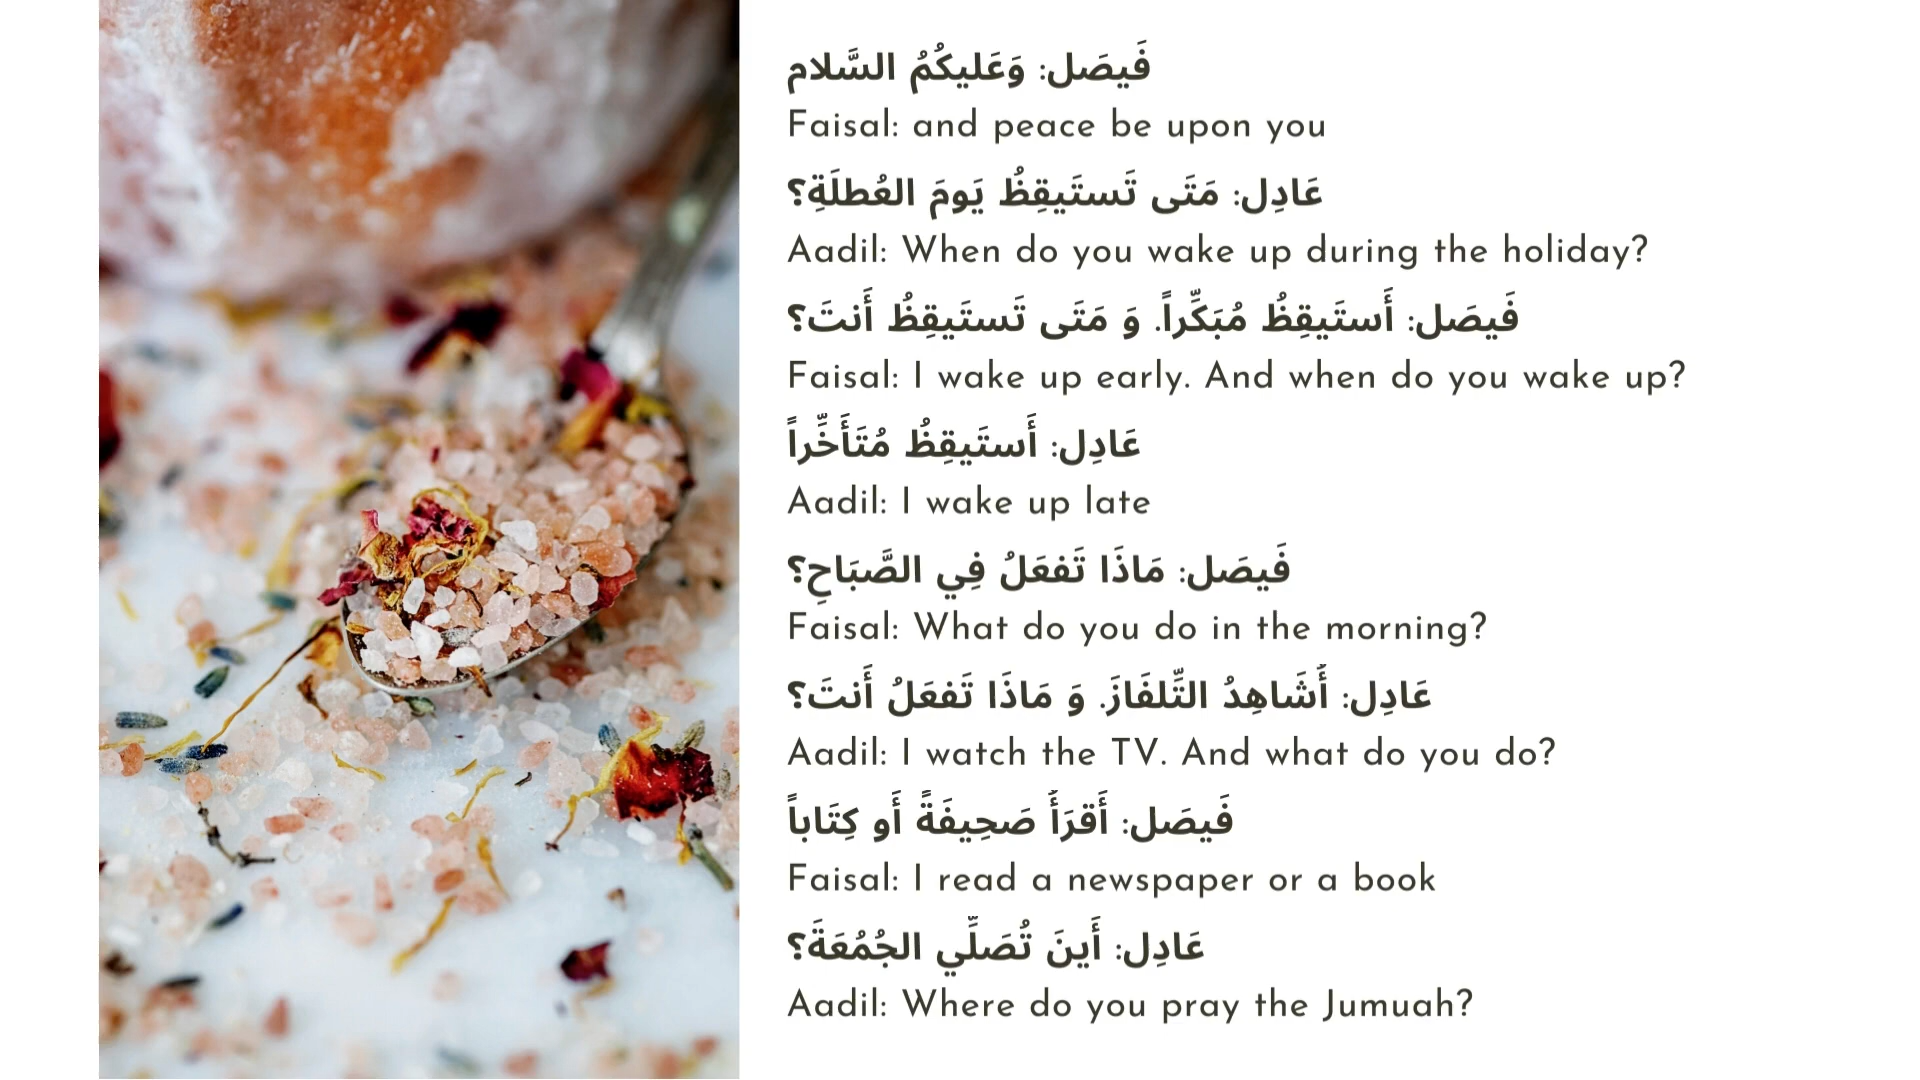 فَيصَل: وَعَليكُمُ السَّلام
Faisal: and peace be upon you
عَادِل: مَتَى تَستَيقِظُ يَومَ العُطلَةِ؟
Aadil: When do you wake up during the holiday?
فَيصَل: أَستَيقِظُ مُبَكِّراً. وَ مَتَى تَستَيقِظُ أَنتَ؟
Faisal: I wake up early. And when do you wake up?
عَادِل: أَستَيقِظُ مُتَأَخِّراً
Aadil: I wake up late
فَيصَل: مَاذَا تَفعَلُ فِي الصَّبَاحِ؟
Faisal: What do you do in the morning?
عَادِل: أُشَاهِدُ التِّلفَازَ. وَ مَاذَا تَفعَلُ أَنتَ؟
Aadil: I watch the TV. And what do you do?
فَيصَل: أَقرَأُ صَحِيفَةً أَو كِتَاباً
Faisal: I read a newspaper or a book
عَادِل: أَينَ تُصَلِّي الجُمُعَةَ؟
Aadil: Where do you pray the Jumuah?